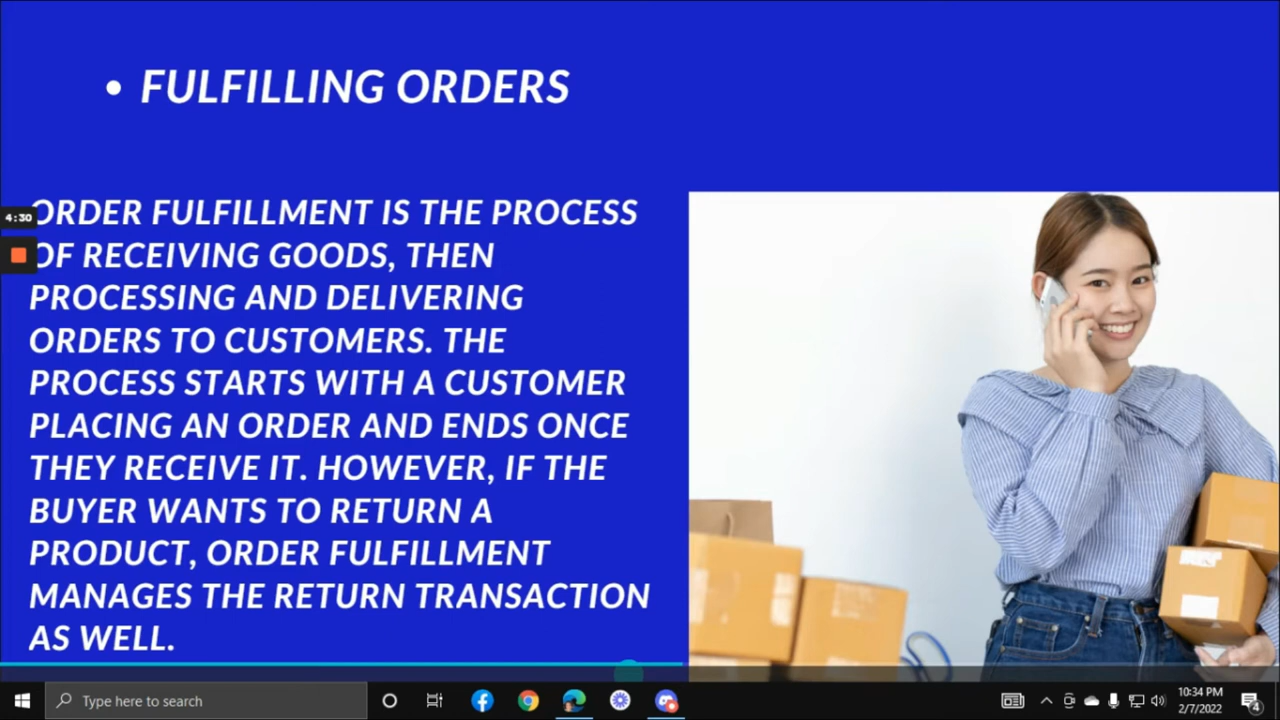 • FULFILLING ORDERS
ORDER FULFILLMENT IS THE PROCESS
OF RECEIVING GOODS, THEN
PROCESSING AND DELIVERING
ORDERS TO CUSTOMERS. THE
PROCESS STARTS WITH A CUSTOMER
PLACING AN ORDER AND ENDS ONCE
THEY RECEIVE IT. HOWEVER, IF THE
BUYER WANTS TO RETURN A
PRODUCT, ORDER FULFILLMENT
MANAGES THE RETURN TRANSACTION
AS WELL.
4:30
Type here to search
10:34 PM
2/7/2022
4